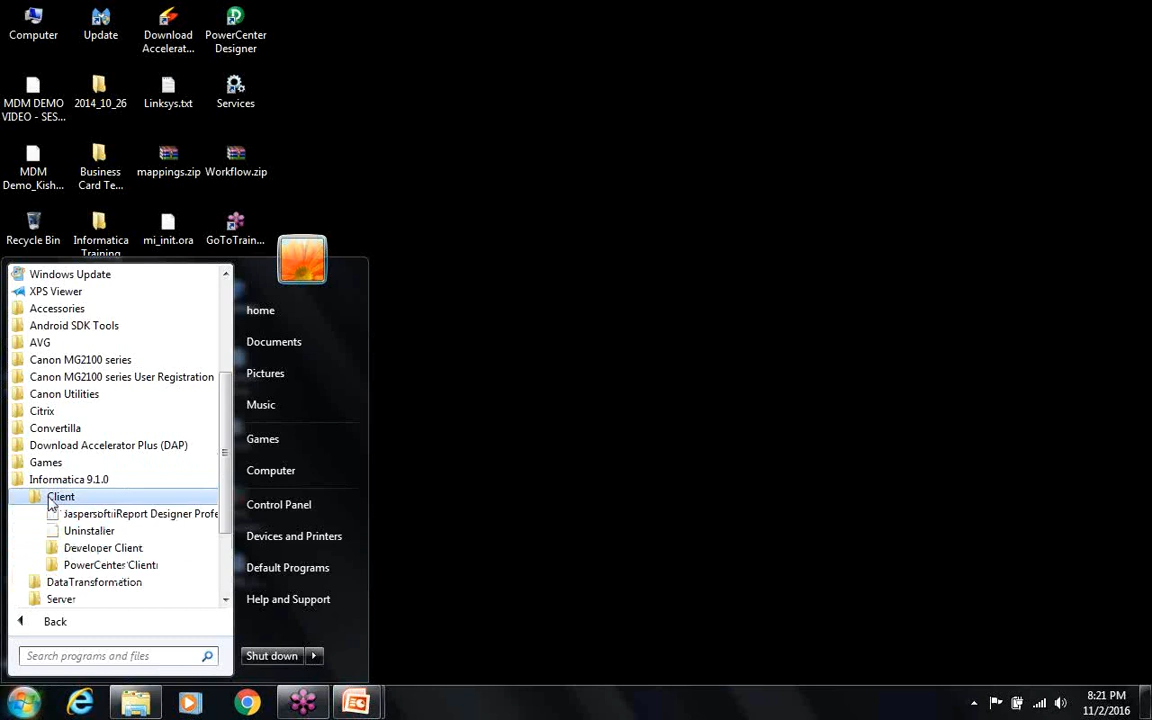 Computer
Update
Download
Accelerat...
PowerCenter
Designer
MDM DEMO
VIDEO - SES...
2014_10_26
Linksys.txt
Services
MDM
Demo_Kish...
Business
Card Te...
mappings.zip
Workflow.zip
Recycle Bin
Informatica
Training
mi_init.ora
GoToTrain...
Windows Update
XPS Viewer
Accessories
Android SDK Tools
AVG
Canon MG2100 series
Canon MG2100 series User Registration
Canon Utilities
Citrix
Convertilla
Download Accelerator Plus (DAP)
Games
Informatica 9.1.0
Client
Jaspersoft iReport Designer Profe
Uninstaller
Developer Client
PowerCenter Client
DataTransformation
Server
Back
Search programs and files
home
Documents
Pictures
Music
Games
Computer
Control Panel
Devices and Printers
Default Programs
Help and Support
Shut down
8:21 PM
11/2/2016